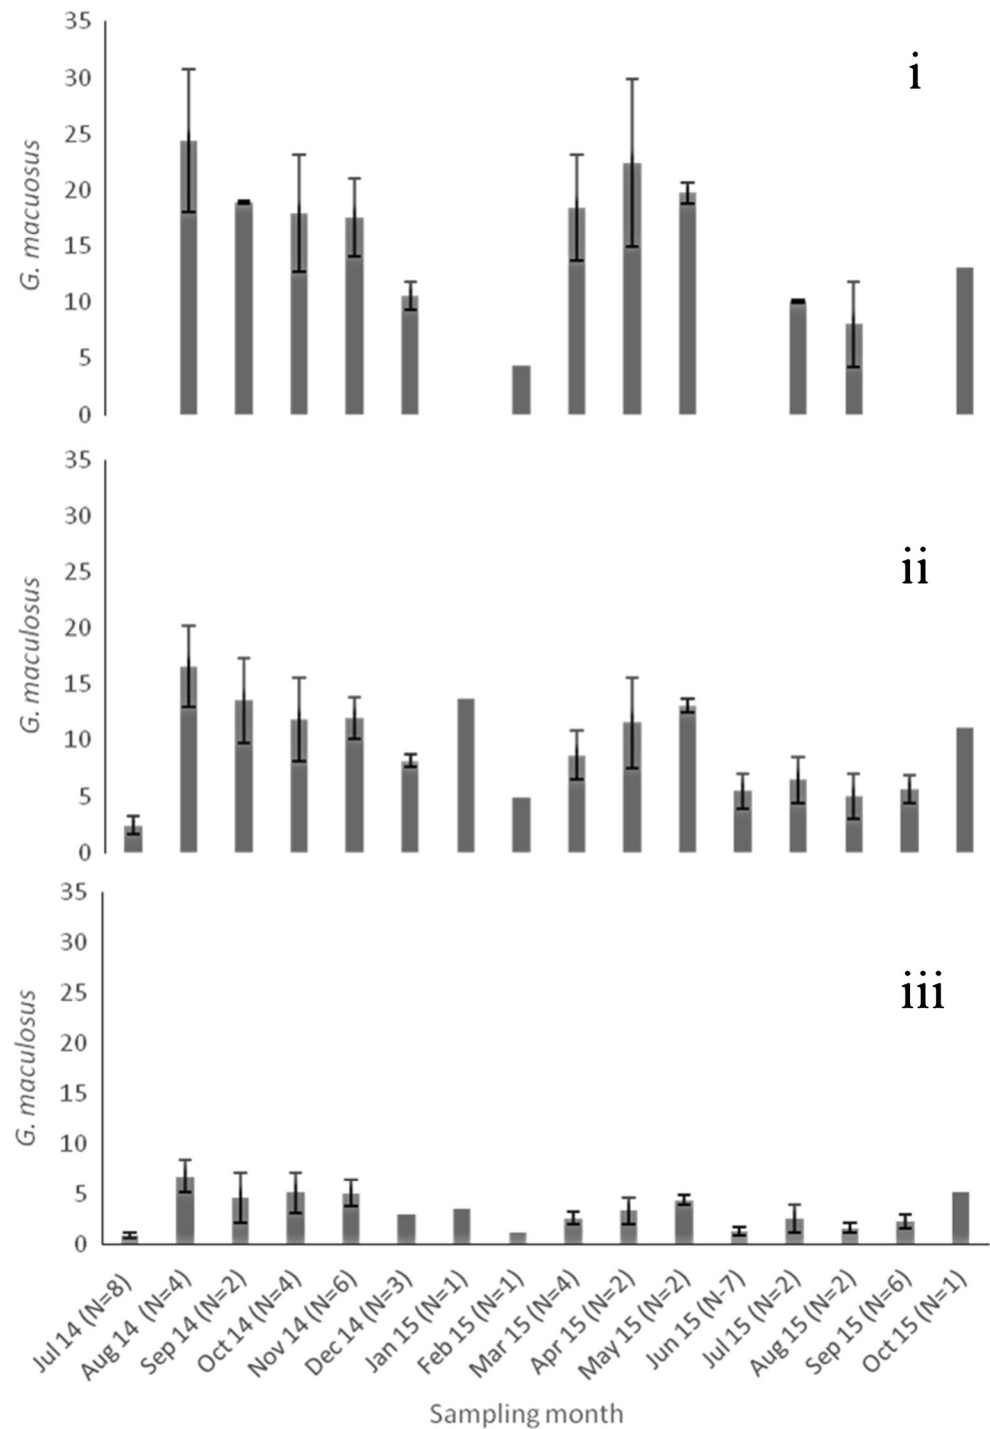 35
30
25
20
15
10
5
0
G. macuosus
i
35
30
25
20
15
10
5
0
G. maculosus
ii
35
30
25
20
15
10
5
0
G. maculosus
iii
Jul 14 (N=8)
Aug 14 (N=4)
Sep 14 (N=2)
Oct 14 (N=4)
Nov 14 (N=6)
Dec 14 (N=3)
Jan 15 (N=1)
Feb 15 (N=1)
Mar 15 (N=4)
Apr 15 (N=2)
May 15 (N=2)
Jun 15 (N-7)
Jul 15 (N=2)
Aug 15 (N=2)
Sep 15 (N=6)
Oct 15 (N=1)
Sampling month